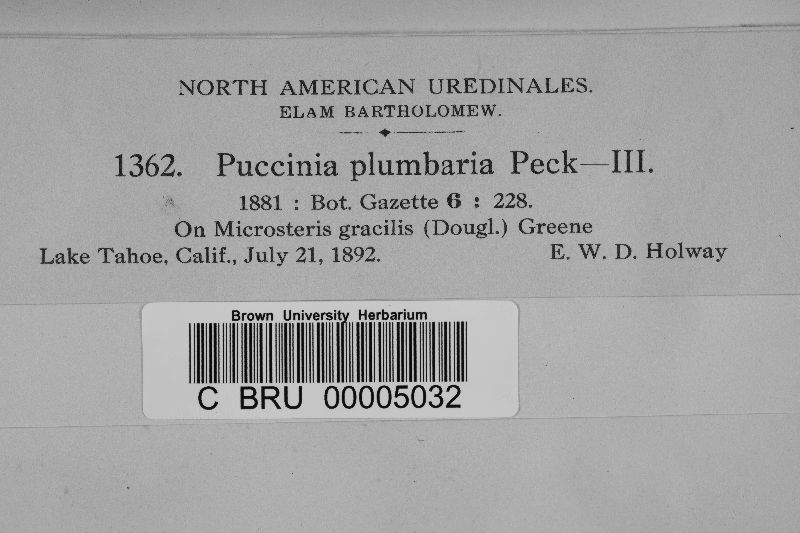 NORTH AMERICAN UREDINALES.
ELAM BARTHOLOMEW.
1362. Puccinia plumbaria Peck—III.
1881 : Bot. Gazette 6 : 228.
On Microsteris gracilis (Dougl.) Greene
Lake Tahoe, Calif., July 21, 1892. E. W. D. Holway
Brown University Herbarium
C BRU 00005032